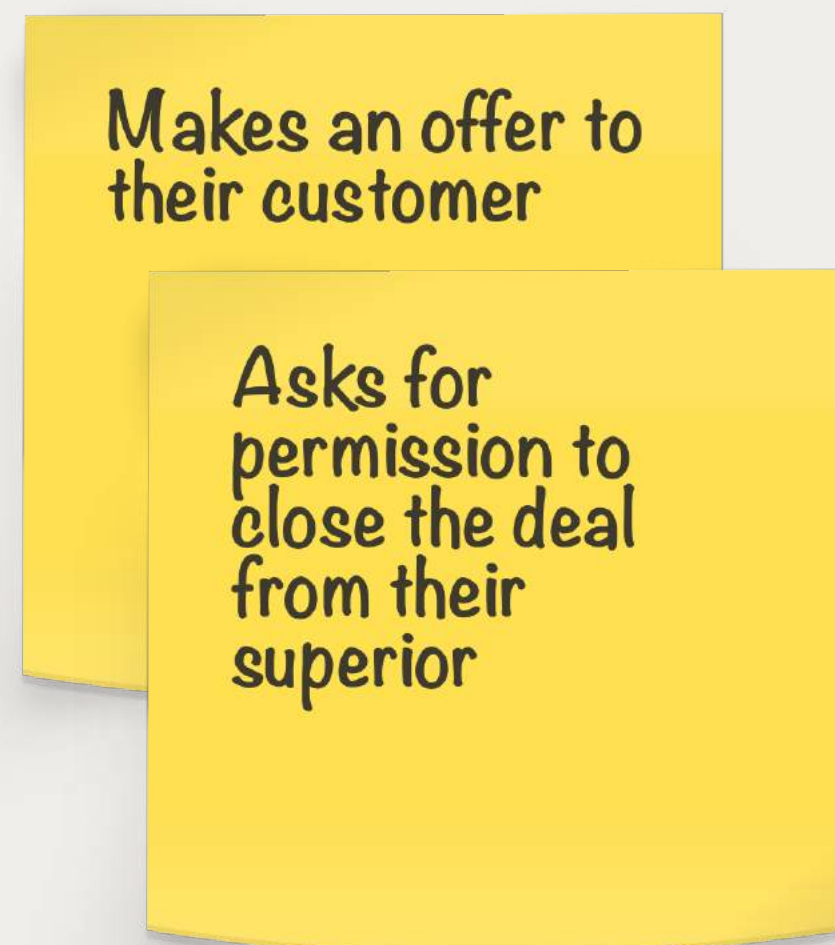 Makes an offer to
their customer
Asks for
permission to
close the deal
from their
superior